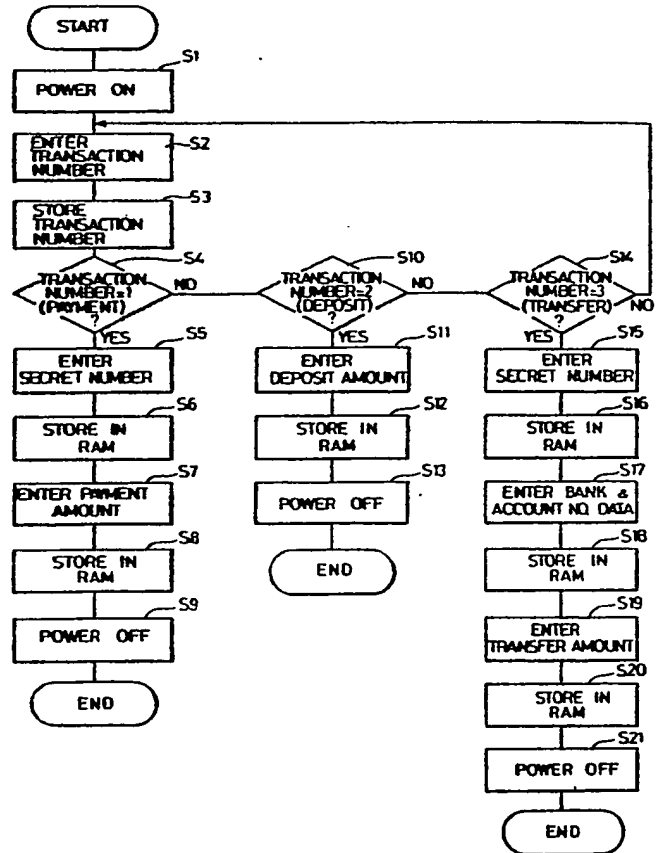 START
S1
POWER ON
S2
ENTER
TRANSACTION
NUMBER
S3
STORE
TRANSACTION
NUMBER
S4
TRANSACTION
NUMBER=1
(PAYMENT)
?
NO
YES
S5
ENTER
SECRET NUMBER
S6
STORE IN
RAM
S7
ENTER PAYMENT
AMOUNT
S8
STORE IN
RAM
S9
POWER OFF
END
S10
TRANSACTION
NUMBER=2
(DEPOSIT)
?
NO
YES
S11
ENTER
DEPOSIT AMOUNT
S12
STORE IN
RAM
S13
POWER OFF
END
S14
TRANSACTION
NUMBER=3
(TRANSFER)
?
NO
YES
S15
ENTER
SECRET NUMBER
S16
STORE IN
RAM
S17
ENTER BANK &
ACCOUNT NO. DATA
S18
STORE IN
RAM
S19
ENTER
TRANSFER AMOUNT
S20
STORE IN
RAM
S21
POWER OFF
END